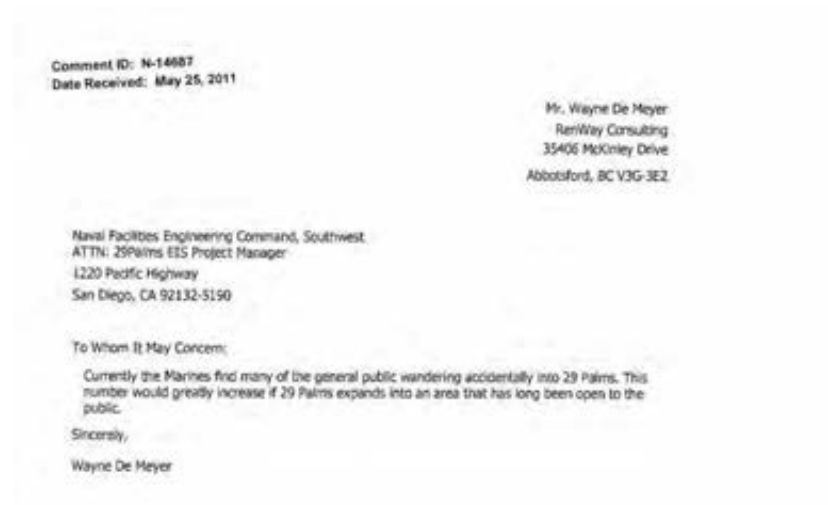 Comment ID: N-14687
Date Received: May 25, 2011
Mr. Wayne De Meyer
RenWay Consulting
35406 McKinley Drive
Abbotsford, BC V3G-3E2
Naval Facilities Engineering Command, Southwest
ATTN: 29Palms EIS Project Manager
1220 Pacific Highway
San Diego, CA 92132-5190
To Whom It May Concern:
Currently the Marines find many of the general public wandering accidentally into 29 Palms. This
number would greatly increase if 29 Palms expands into an area that has long been open to the
public.
Sincerely,
Wayne De Meyer